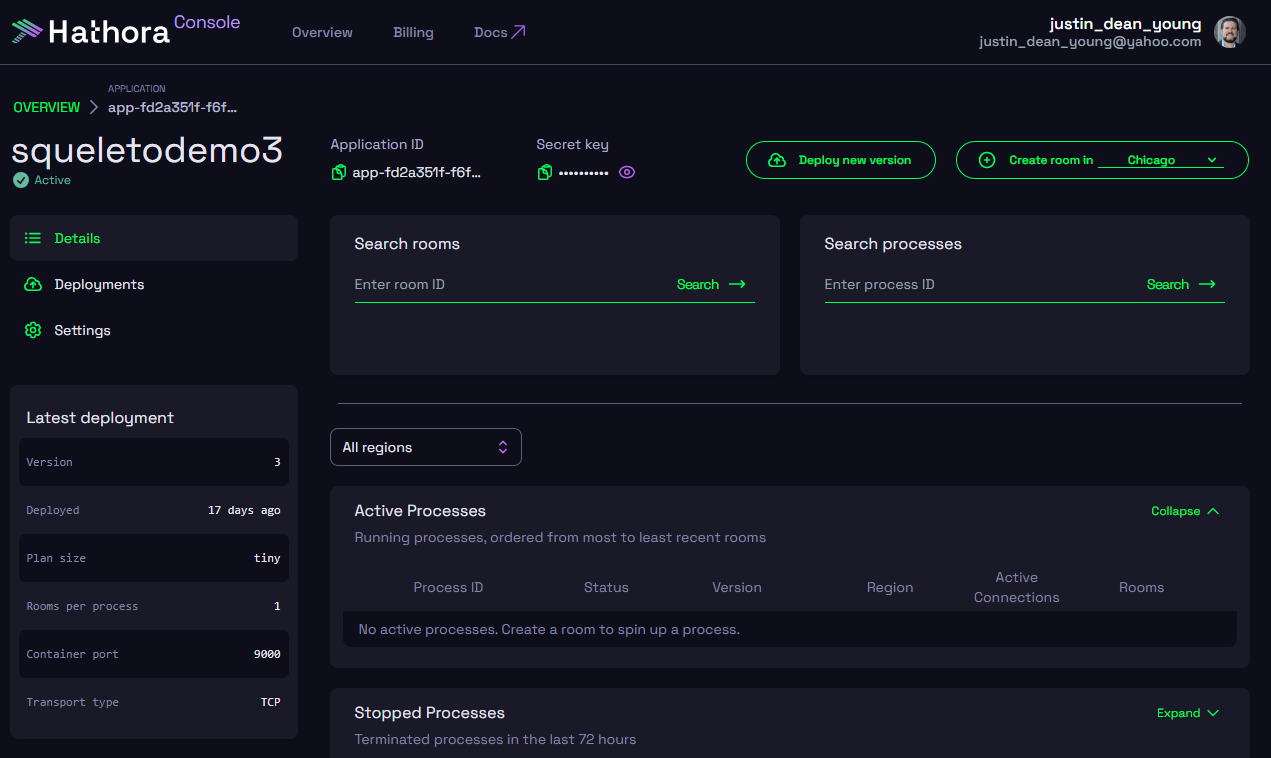 Hathora Console
Overview
Billing
Docs
justin_dean_young
justin_dean_young@yahoo.com
APPLICATION
OVERVIEW
app-fd2a351f-f6f...
squeletodemo3
Active
Application ID
app-fd2a351f-f6f...
Secret key
••••••••••
Deploy new version
Create room in Chicago
Details
Deployments
Settings
Latest deployment
Version 3
Deployed 17 days ago
Plan size tiny
Rooms per process 1
Container port 9000
Transport type TCP
Search rooms
Enter room ID Search
Search processes
Enter process ID Search
All regions
Active Processes Collapse
Running processes, ordered from most to least recent rooms
Process ID Status Version Region Active Connections Rooms
No active processes. Create a room to spin up a process.
Stopped Processes Expand
Terminated processes in the last 72 hours